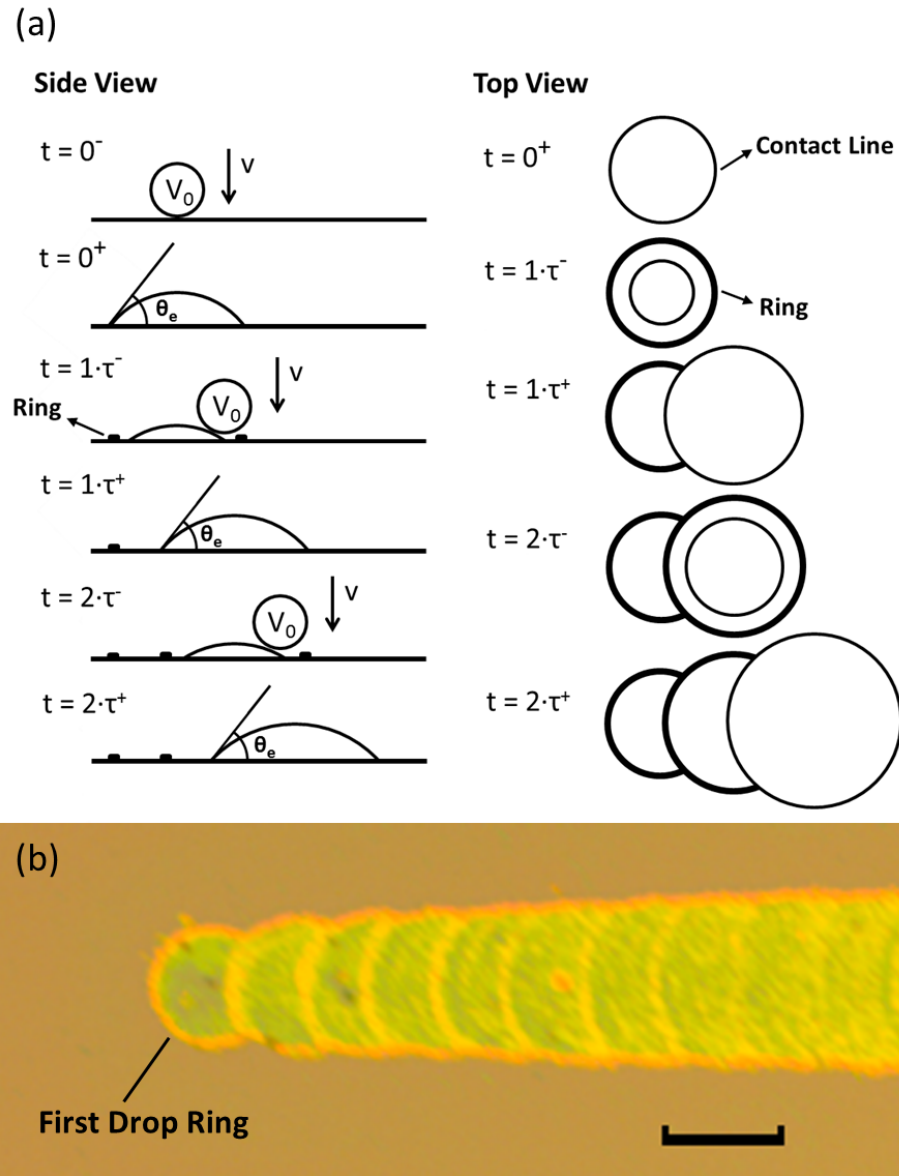 (a)
Side View
t = 0⁻
V₀
v
t = 0⁺
θₑ
t = 1·τ⁻
Ring
V₀
v
t = 1·τ⁺
θₑ
t = 2·τ⁻
V₀
v
t = 2·τ⁺
θₑ
Top View
t = 0⁺
Contact Line
t = 1·τ⁻
Ring
t = 1·τ⁺
t = 2·τ⁻
t = 2·τ⁺
(b)
First Drop Ring